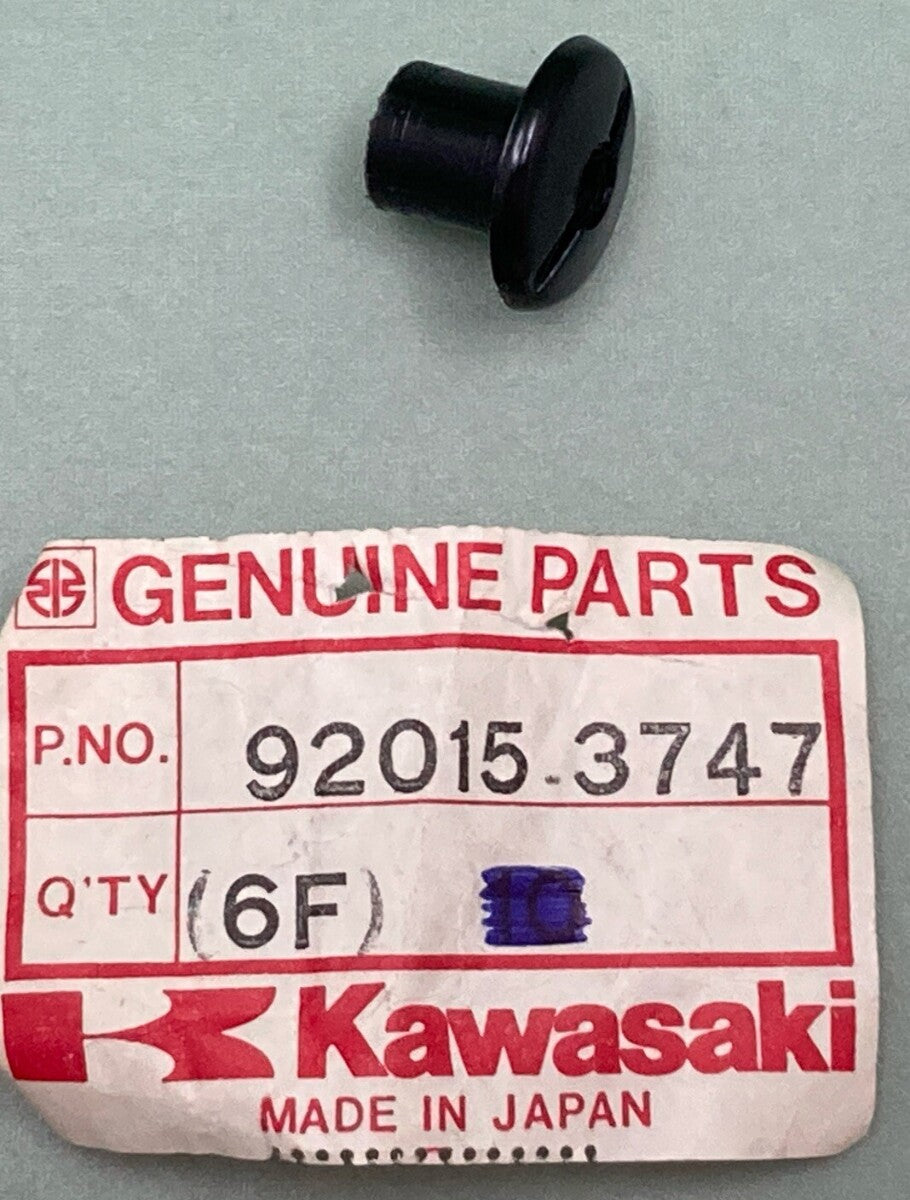 GENUINE PARTS
P.NO. 92015-3747
Q'TY (6F)
Kawasaki
MADE IN JAPAN